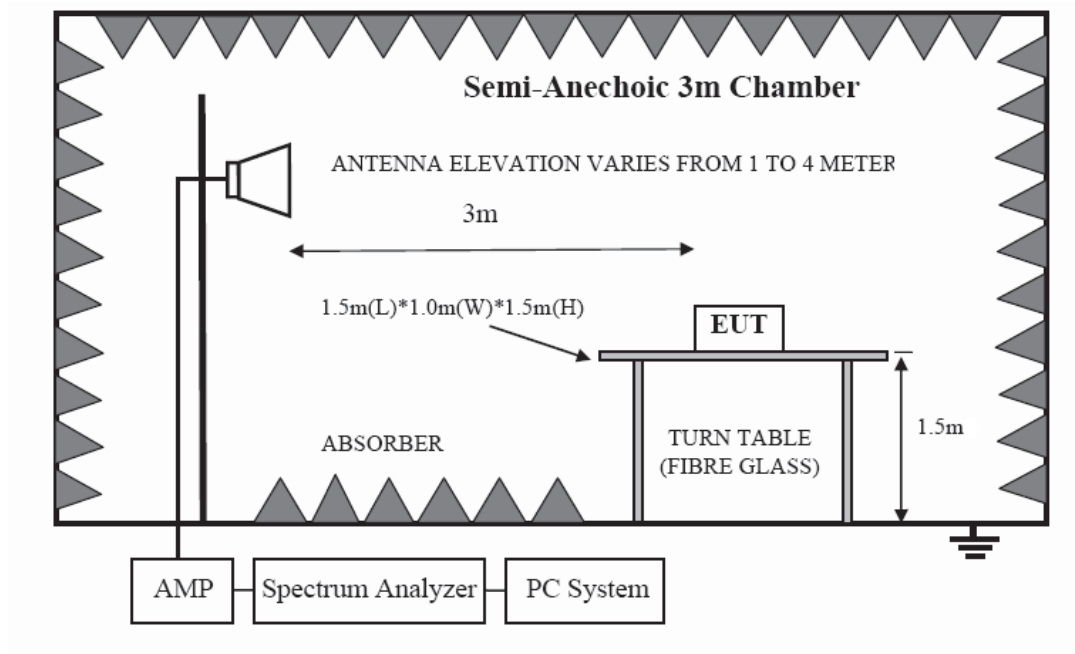 Semi-Anechoic 3m Chamber
ANTENNA ELEVATION VARIES FROM 1 TO 4 METER
3m
1.5m(L)*1.0m(W)*1.5m(H)
EUT
1.5m
ABSORBER
TURN TABLE
(FIBRE GLASS)
AMP
Spectrum Analyzer
PC System